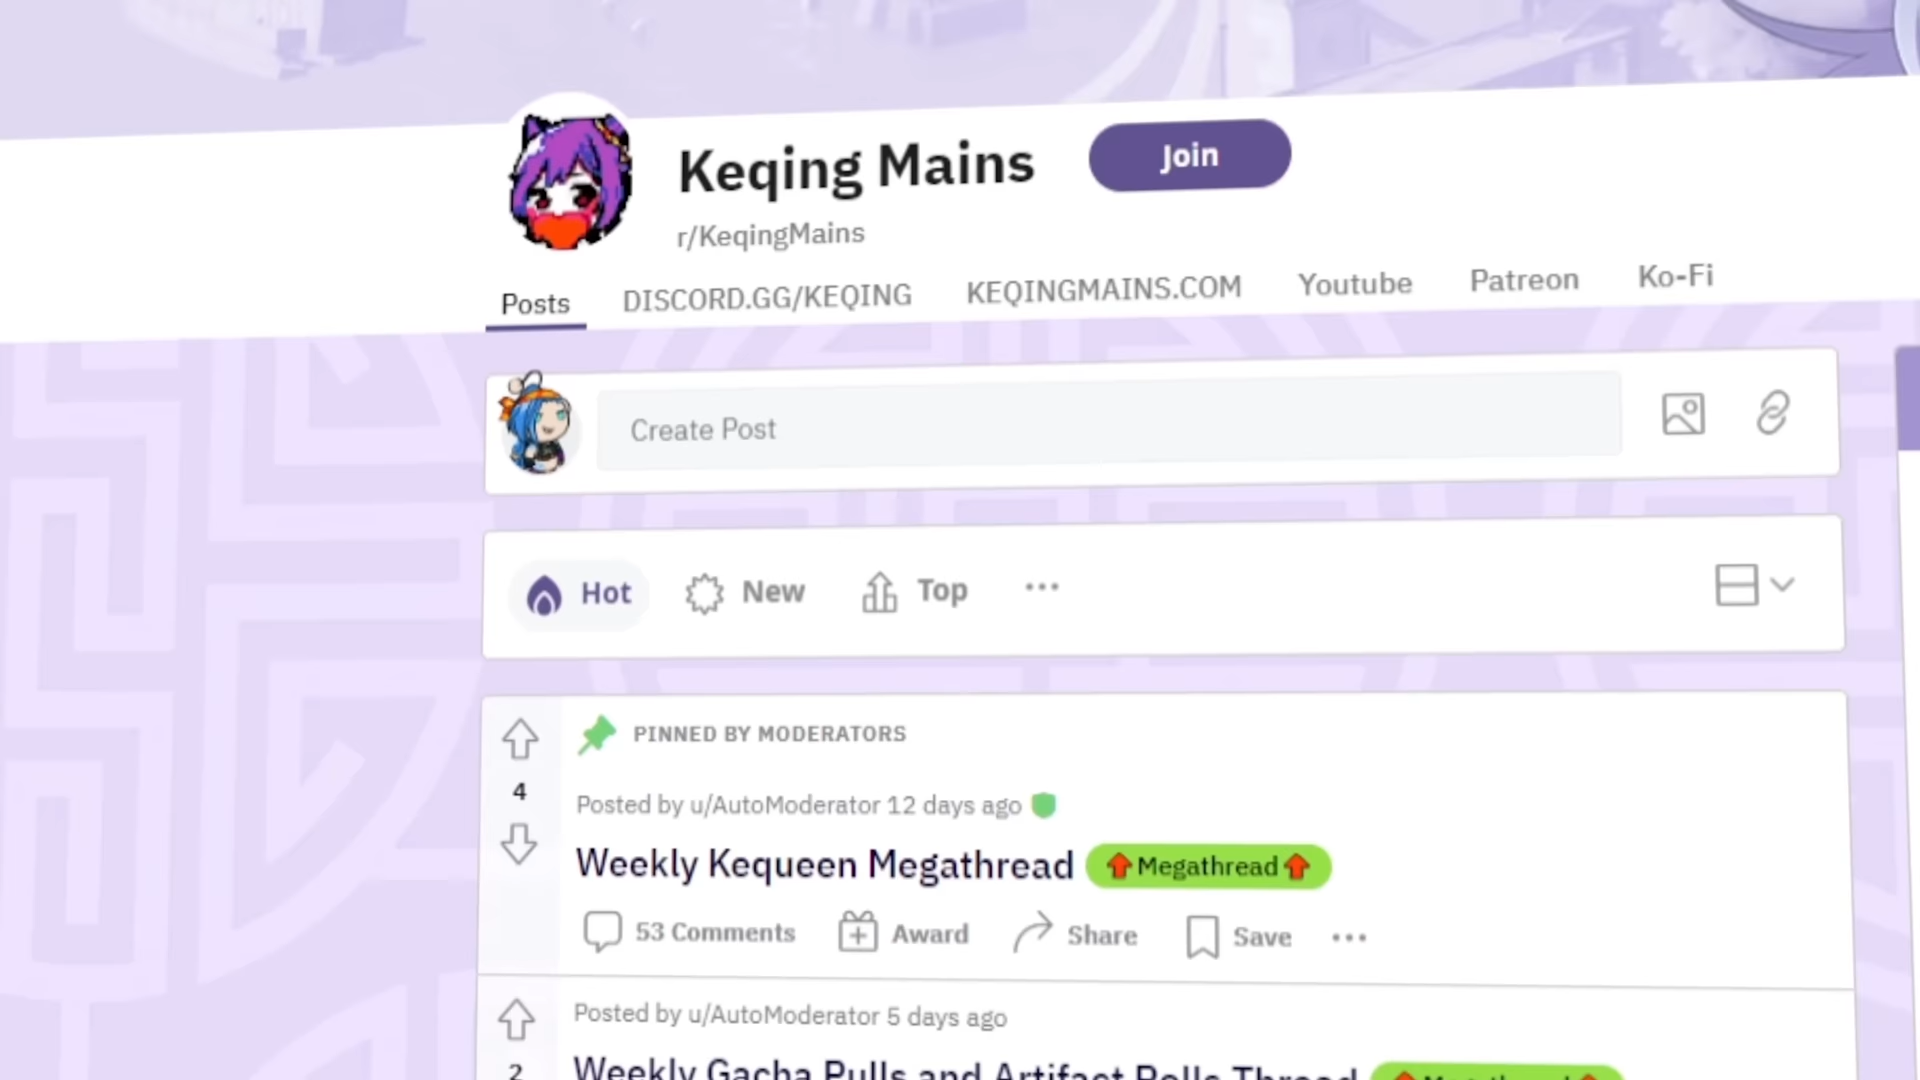 Keqing Mains
Join
r/KeqingMains
Posts
DISCORD.GG/KEQING
KEQINGMAINS.COM
Youtube
Patreon
Ko-Fi
Create Post
Hot
New
Top
4
PINNED BY MODERATORS
Posted by u/AutoModerator 12 days ago
Weekly Kequeen Megathread
Megathread
53 Comments
Award
Share
Save
Posted by u/AutoModerator 5 days ago
2
Weekly Gacha Pulls and Artifact Rolls Thread
Megathread